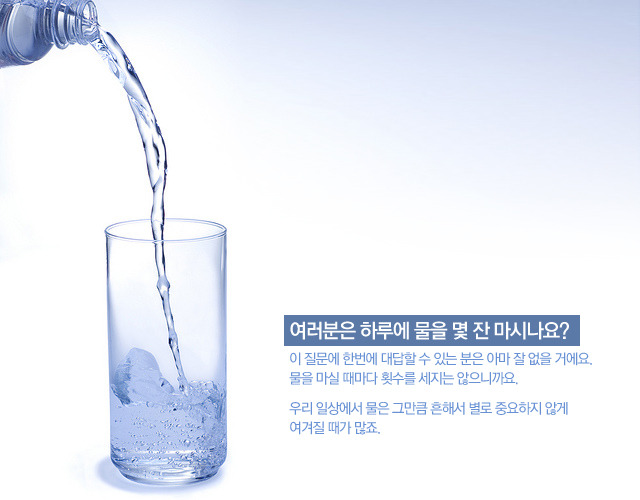 여러분은 하루에 물을 몇 잔 마시나요?
이 질문에 한번에 대답할 수 있는 분은 아마 잘 없을 거에요.
물을 마실 때마다 횟수를 세지는 않으니까요.
우리 일상에서 물은 그만큼 흔해서 별로 중요하지 않게
여겨질 때가 많죠.